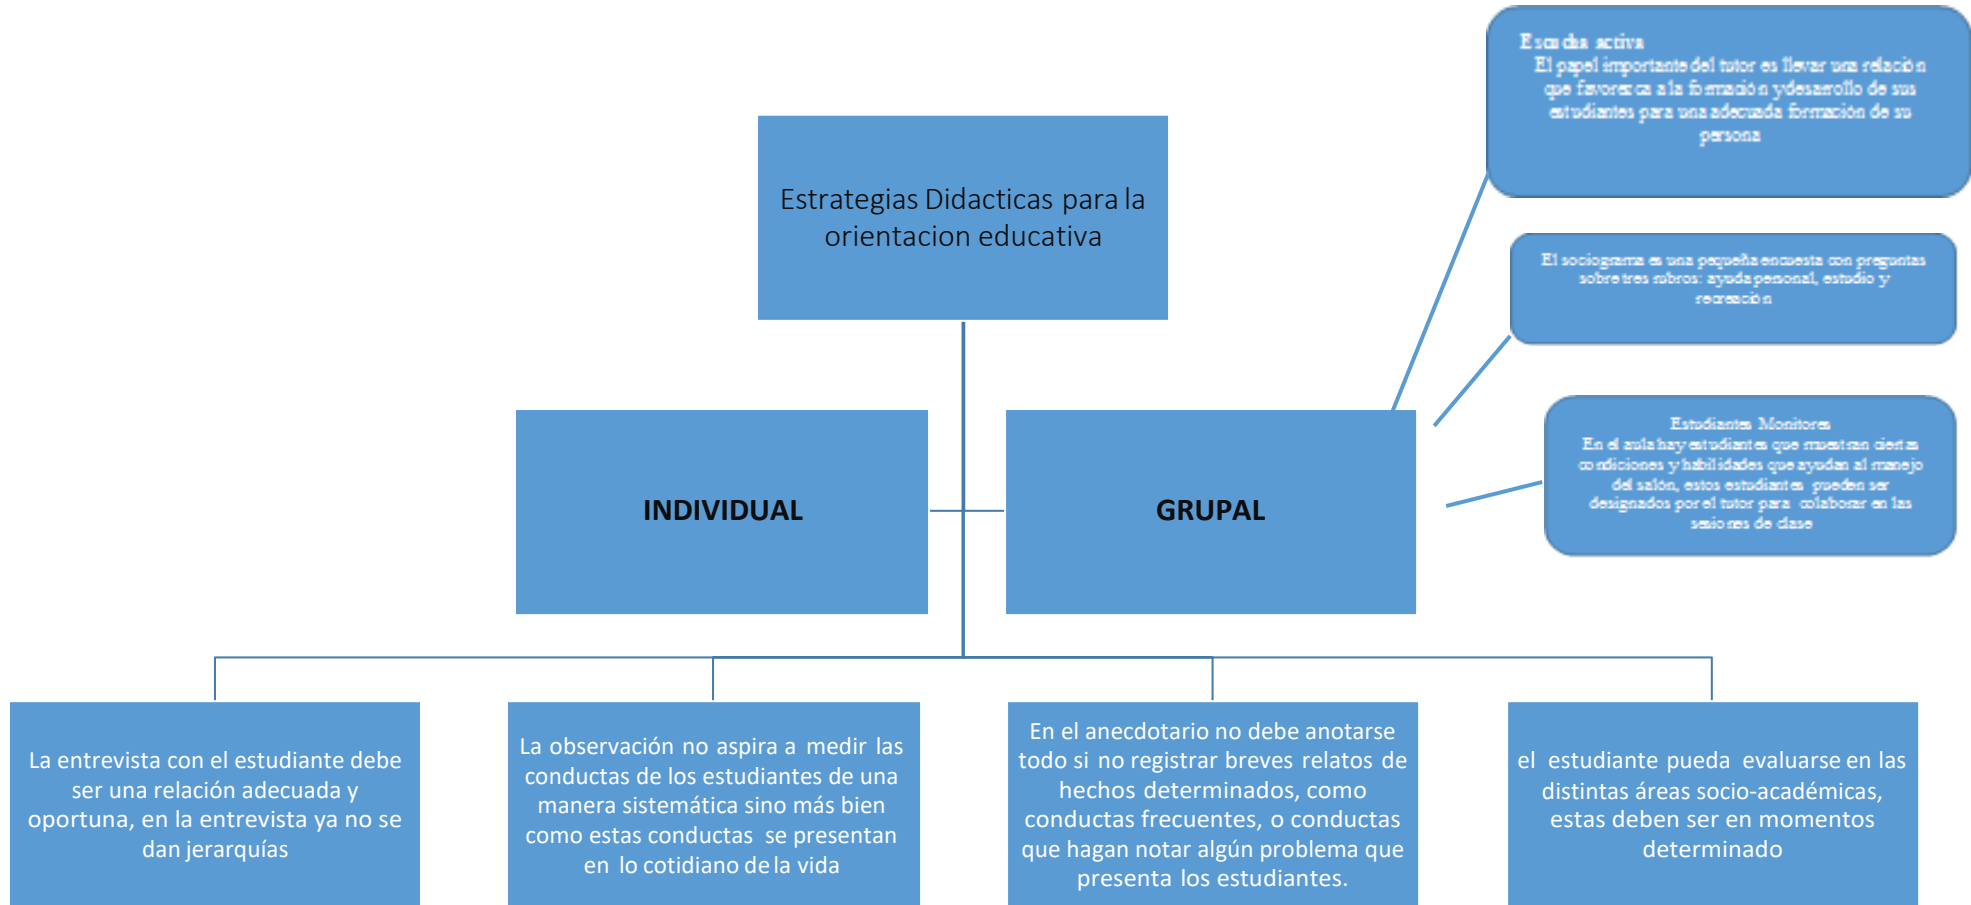 Escucha activa
El papel importante del tutor es llevar una relación
que favorezca a la formación y desarrollo de sus
estudiantes para una adecuada formación de su
persona
Estrategias Didacticas para la
orientacion educativa
El sociograma es una pequeña encuesta con preguntas
sobre tres rubros: ayuda personal, estudio y
recreación
Estudiantes Monitores
En el aula hay estudiantes que muestran ciertas
condiciones y habilidades que ayudan al manejo
del salón, estos estudiantes pueden ser
designados por el tutor para colaborar en las
sesiones de clase
INDIVIDUAL
GRUPAL
La entrevista con el estudiante debe
ser una relación adecuada y
oportuna, en la entrevista ya no se
dan jerarquías
La observación no aspira a medir las
conductas de los estudiantes de una
manera sistemática sino más bien
como estas conductas se presentan
en lo cotidiano de la vida
En el anecdotario no debe anotarse
todo si no registrar breves relatos de
hechos determinados, como
conductas frecuentes, o conductas
que hagan notar algún problema que
presenta los estudiantes.
el estudiante pueda evaluarse en las
distintas áreas socio-académicas,
estas deben ser en momentos
determinado